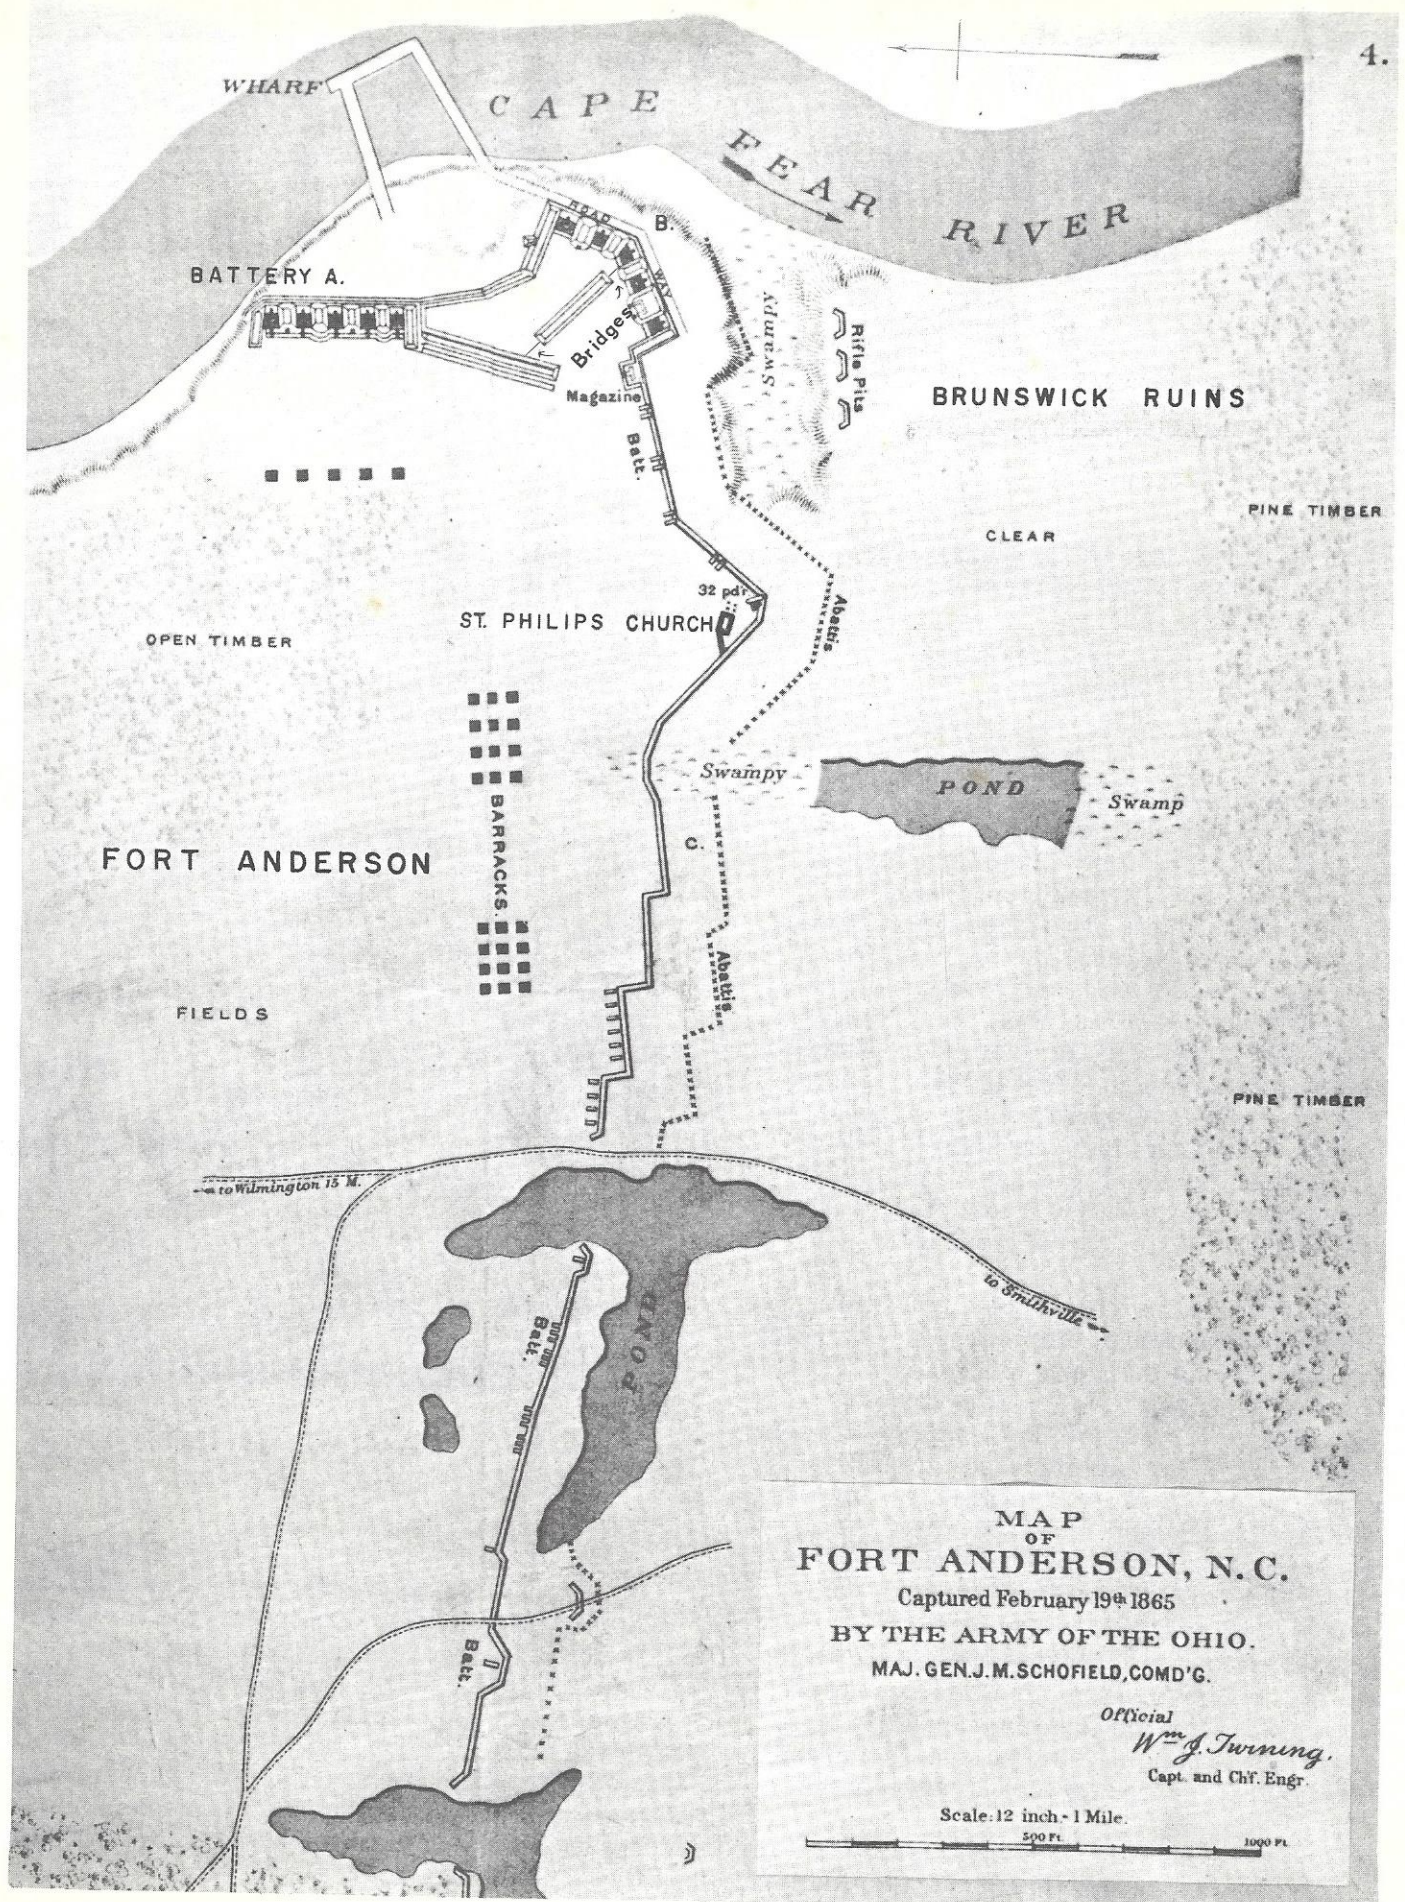 4.
WHARF
CAPE
FEAR
RIVER
ROAD
WAY
B.
BATTERY A.
Bridges
Swampy
Rifle Pits
Magazine
BRUNSWICK RUINS
Batt.
PINE TIMBER
CLEAR
32 pd'r
ST. PHILIPS CHURCH
Abattis
OPEN TIMBER
Swampy
POND
Swamp
BARRACKS.
C.
FORT ANDERSON
Abattis
FIELDS
PINE TIMBER
to Wilmington 15 M.
to Smithville
POND
Batt.
Batt.
MAP
OF
FORT ANDERSON, N.C.
Captured February 19th 1865
BY THE ARMY OF THE OHIO.
MAJ. GEN. J. M. SCHOFIELD, COMD'G.
Official
Wm J. Twining.
Capt. and Ch'f. Engr.
Scale: 12 inch - 1 Mile.
500 Ft.
1000 Ft.